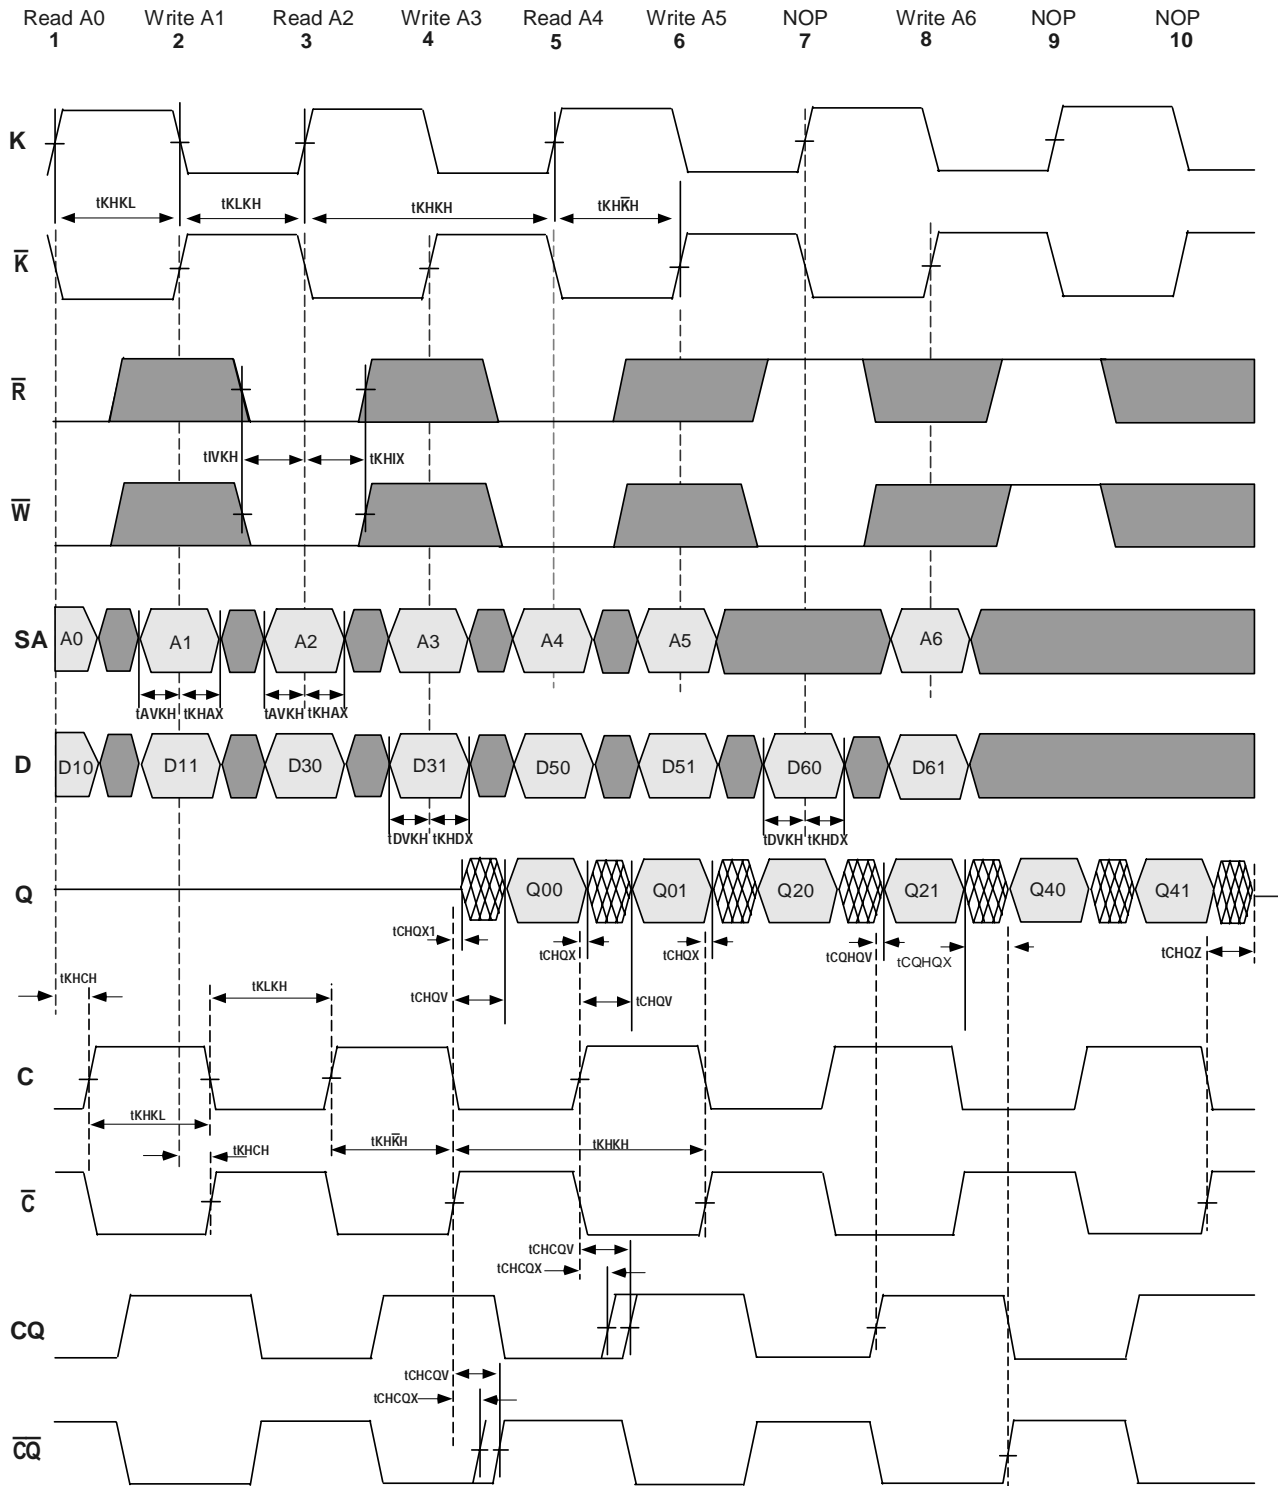 Read A0 Write A1 Read A2 Write A3 Read A4 Write A5 NOP Write A6 NOP NOP
1 2 3 4 5 6 7 8 9 10
K
tKHKL tKLKH tKHKH tKHK̅H
K̅
R̅
tIVKH tKHIX
W̅
SA A0 A1 A2 A3 A4 A5 A6
tAVKH tKHAX tAVKH tKHAX
D D10 D11 D30 D31 D50 D51 D60 D61
tDVKH tKHDX tDVKH tKHDX
Q Q00 Q01 Q20 Q21 Q40 Q41
tCHQX1 tCHQX tCHQX tCQHQV tCQHQX tCHQZ
tKHCH tKLKH tCHQV tCHQV
C
tKHKL tKHCH tKHK̅H tKHKH
C̅
tCHCQV
tCHCQX
CQ
tCHCQV
tCHCQX
C̅Q̅